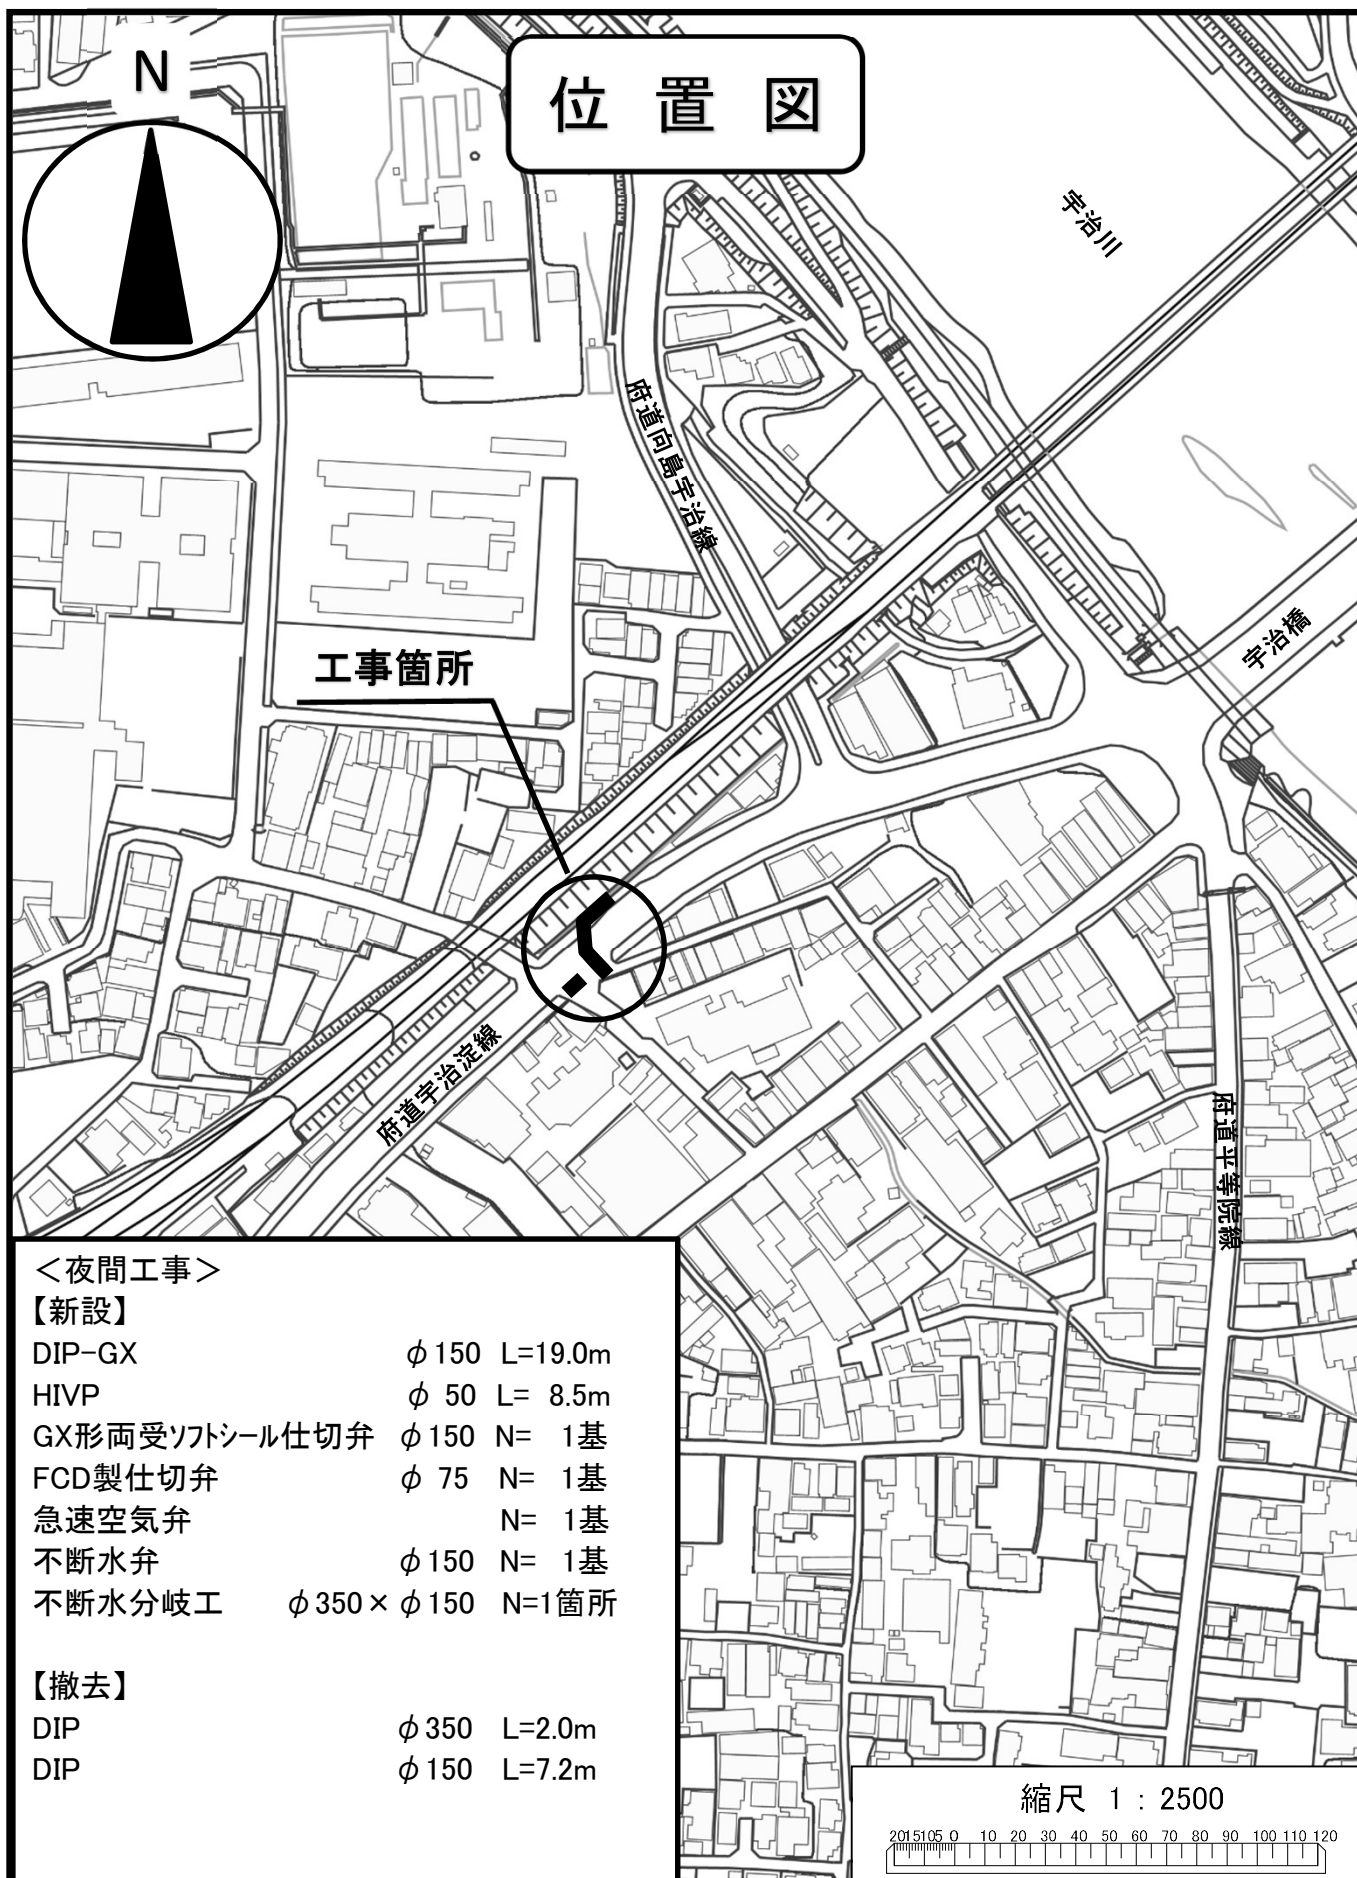 N
位 置 図
宇治川
府道向島宇治線
宇治橋
工事箇所
府道宇治淀線
府道平等院線
＜夜間工事＞
【新設】
DIP-GX φ150 L=19.0m
HIVP φ 50 L= 8.5m
GX形両受ソフトシール仕切弁 φ150 N= 1基
FCD製仕切弁 φ 75 N= 1基
急速空気弁 N= 1基
不断水弁 φ150 N= 1基
不断水分岐工 φ350×φ150 N=1箇所
【撤去】
DIP φ350 L=2.0m
DIP φ150 L=7.2m
縮尺 1 : 2500
20 15 10 5 0 10 20 30 40 50 60 70 80 90 100 110 120